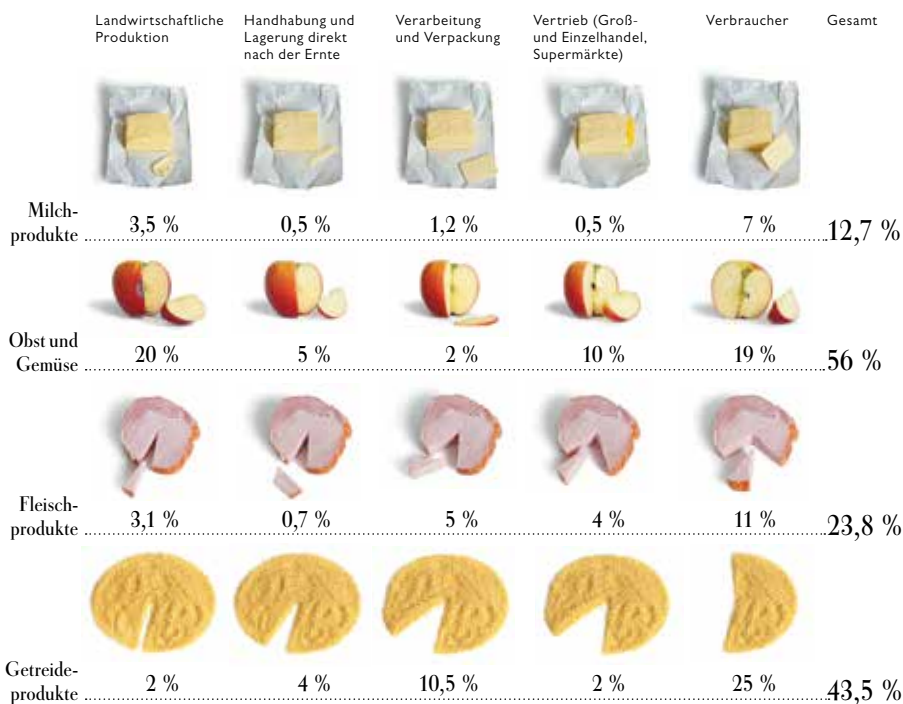 Landwirtschaftliche
Produktion
Handhabung und
Lagerung direkt
nach der Ernte
Verarbeitung
und Verpackung
Vertrieb (Groß-
und Einzelhandel,
Supermärkte)
Verbraucher
Gesamt
Milch-
produkte
3,5 %
0,5 %
1,2 %
0,5 %
7 %
12,7 %
Obst und
Gemüse
20 %
5 %
2 %
10 %
19 %
56 %
Fleisch-
produkte
3,1 %
0,7 %
5 %
4 %
11 %
23,8 %
Getreide-
produkte
2 %
4 %
10,5 %
2 %
25 %
43,5 %